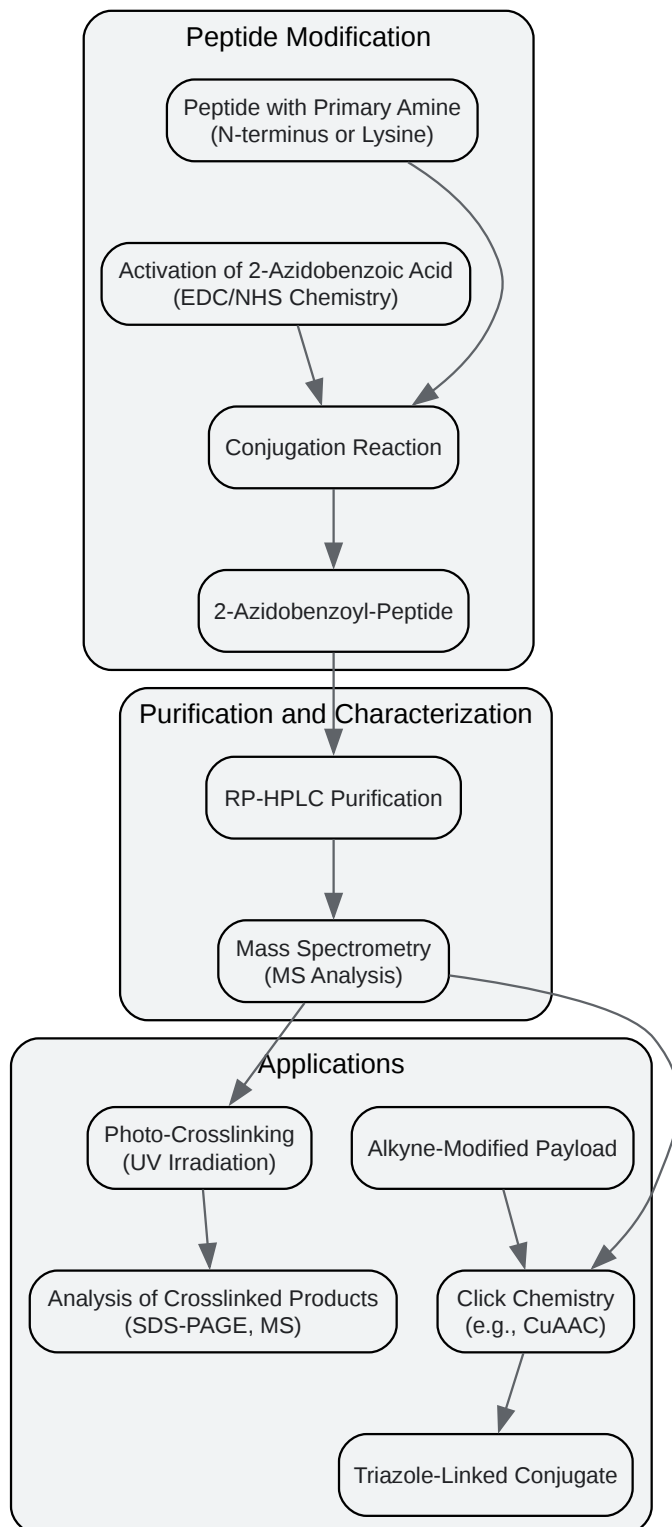 Peptide Modification
Peptide with Primary Amine
(N-terminus or Lysine)
Activation of 2-Azidobenzoic Acid
(EDC/NHS Chemistry)
Conjugation Reaction
2-Azidobenzoyl-Peptide
Purification and Characterization
RP-HPLC Purification
Mass Spectrometry
(MS Analysis)
Applications
Photo-Crosslinking
(UV Irradiation)
Alkyne-Modified Payload
Analysis of Crosslinked Products
(SDS-PAGE, MS)
Click Chemistry
(e.g., CuAAC)
Triazole-Linked Conjugate